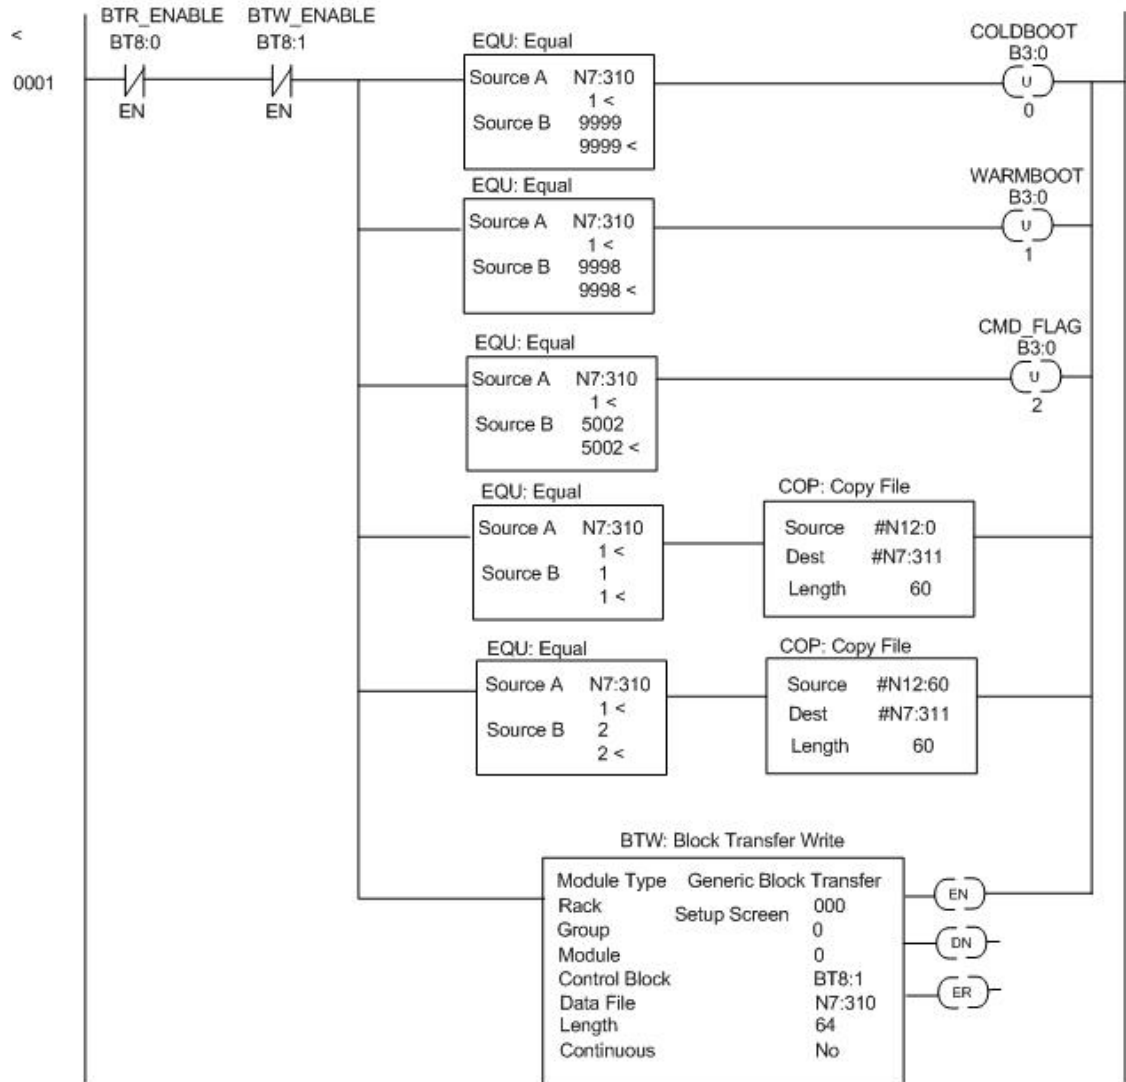 BTR_ENABLE BTW_ENABLE
<
BT8:0 BT8:1
0001
EN EN
EQU: Equal
Source A N7:310
1 <
Source B 9999
9999 <
COLDBOOT
B3:0
U
0
EQU: Equal
Source A N7:310
1 <
Source B 9998
9998 <
WARMBOOT
B3:0
U
1
EQU: Equal
Source A N7:310
1 <
Source B 5002
5002 <
CMD_FLAG
B3:0
U
2
EQU: Equal
Source A N7:310
1 <
Source B 1
1 <
COP: Copy File
Source #N12:0
Dest #N7:311
Length 60
EQU: Equal
Source A N7:310
1 <
Source B 2
2 <
COP: Copy File
Source #N12:60
Dest #N7:311
Length 60
BTW: Block Transfer Write
Module Type Generic Block Transfer
Rack 000
Setup Screen
Group 0
Module 0
Control Block BT8:1
Data File N7:310
Length 64
Continuous No
EN
DN
ER